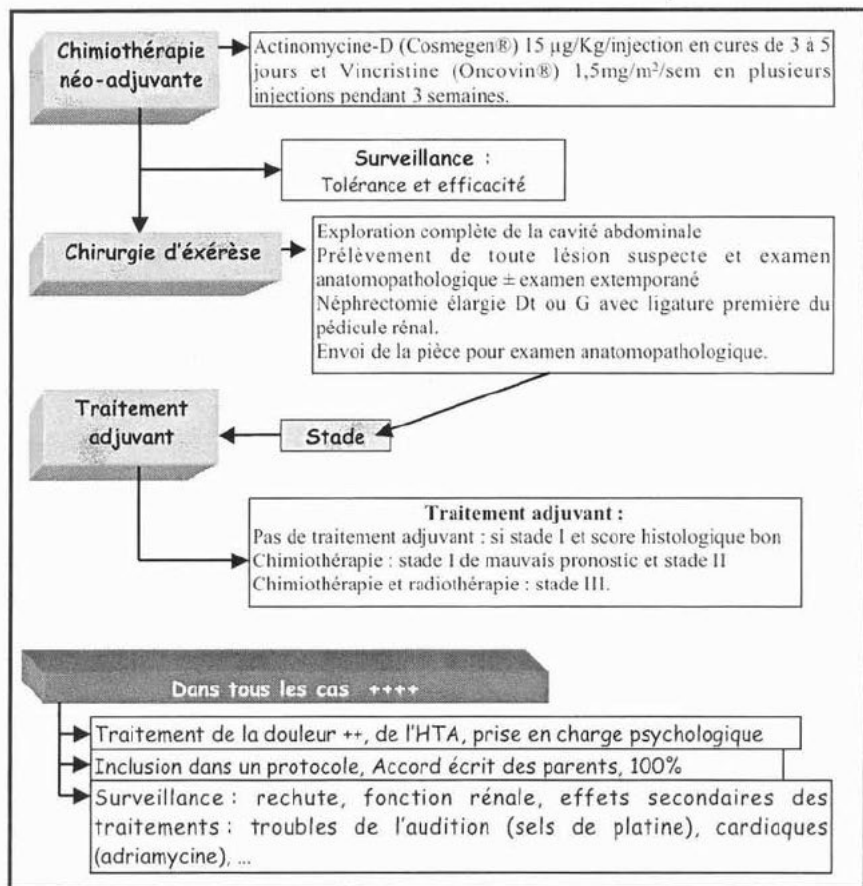 Chimiothérapie
néo-adjuvante
Actinomycine-D (Cosmegen®) 15 µg/Kg/injection en cures de 3 à 5
jours et Vincristine (Oncovin®) 1,5mg/m²/sem en plusieurs
injections pendant 3 semaines.
Surveillance :
Tolérance et efficacité
Chirurgie d'éxérèse
Exploration complète de la cavité abdominale
Prélèvement de toute lésion suspecte et examen
anatomopathologique ± examen extemporané
Néphrectomie élargie Dt ou G avec ligature première du
pédicule rénal.
Envoi de la pièce pour examen anatomopathologique.
Traitement
adjuvant
Stade
Traitement adjuvant :
Pas de traitement adjuvant : si stade I et score histologique bon
Chimiothérapie : stade I de mauvais pronostic et stade II
Chimiothérapie et radiothérapie : stade III.
Dans tous les cas ++++
Traitement de la douleur ++, de l'HTA, prise en charge psychologique
Inclusion dans un protocole, Accord écrit des parents, 100%
Surveillance : rechute, fonction rénale, effets secondaires des
traitements : troubles de l'audition (sels de platine), cardiaques
(adriamycine), ...